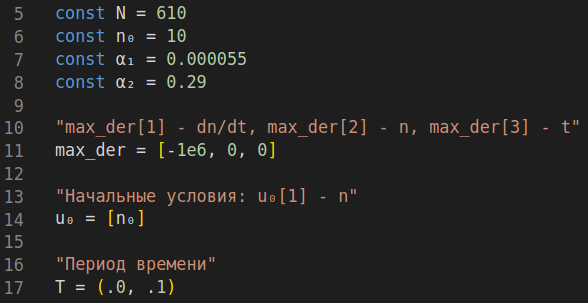 5 const N = 610
6 const n₀ = 10
7 const α₁ = 0.000055
8 const α₂ = 0.29
9
10 "max_der[1] - dn/dt, max_der[2] - n, max_der[3] - t"
11 max_der = [-1e6, 0, 0]
12
13 "Начальные условия: u₀[1] - n"
14 u₀ = [n₀]
15
16 "Период времени"
17 T = (.0, .1)